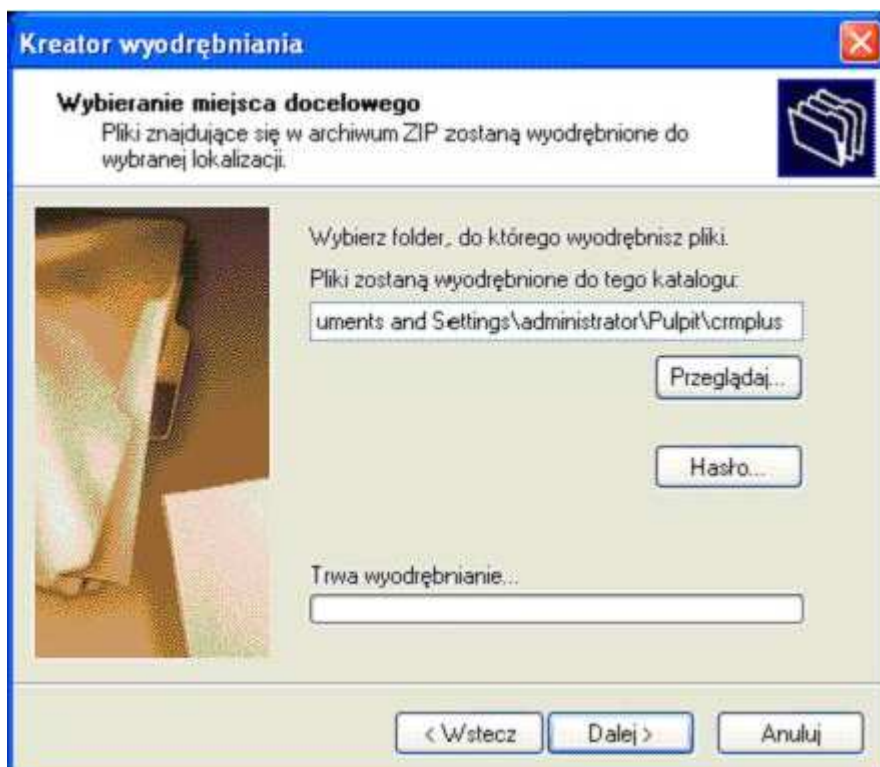 Kreator wyodrębniania
Wybieranie miejsca docelowego
Pliki znajdujące się w archiwum ZIP zostaną wyodrębnione do
wybranej lokalizacji.
Wybierz folder, do którego wyodrębnisz pliki.
Pliki zostaną wyodrębnione do tego katalogu:
uments and Settings\administrator\Pulpit\crmplus
Przeglądaj...
Hasło...
Trwa wyodrębnianie...
< Wstecz
Dalej >
Anuluj